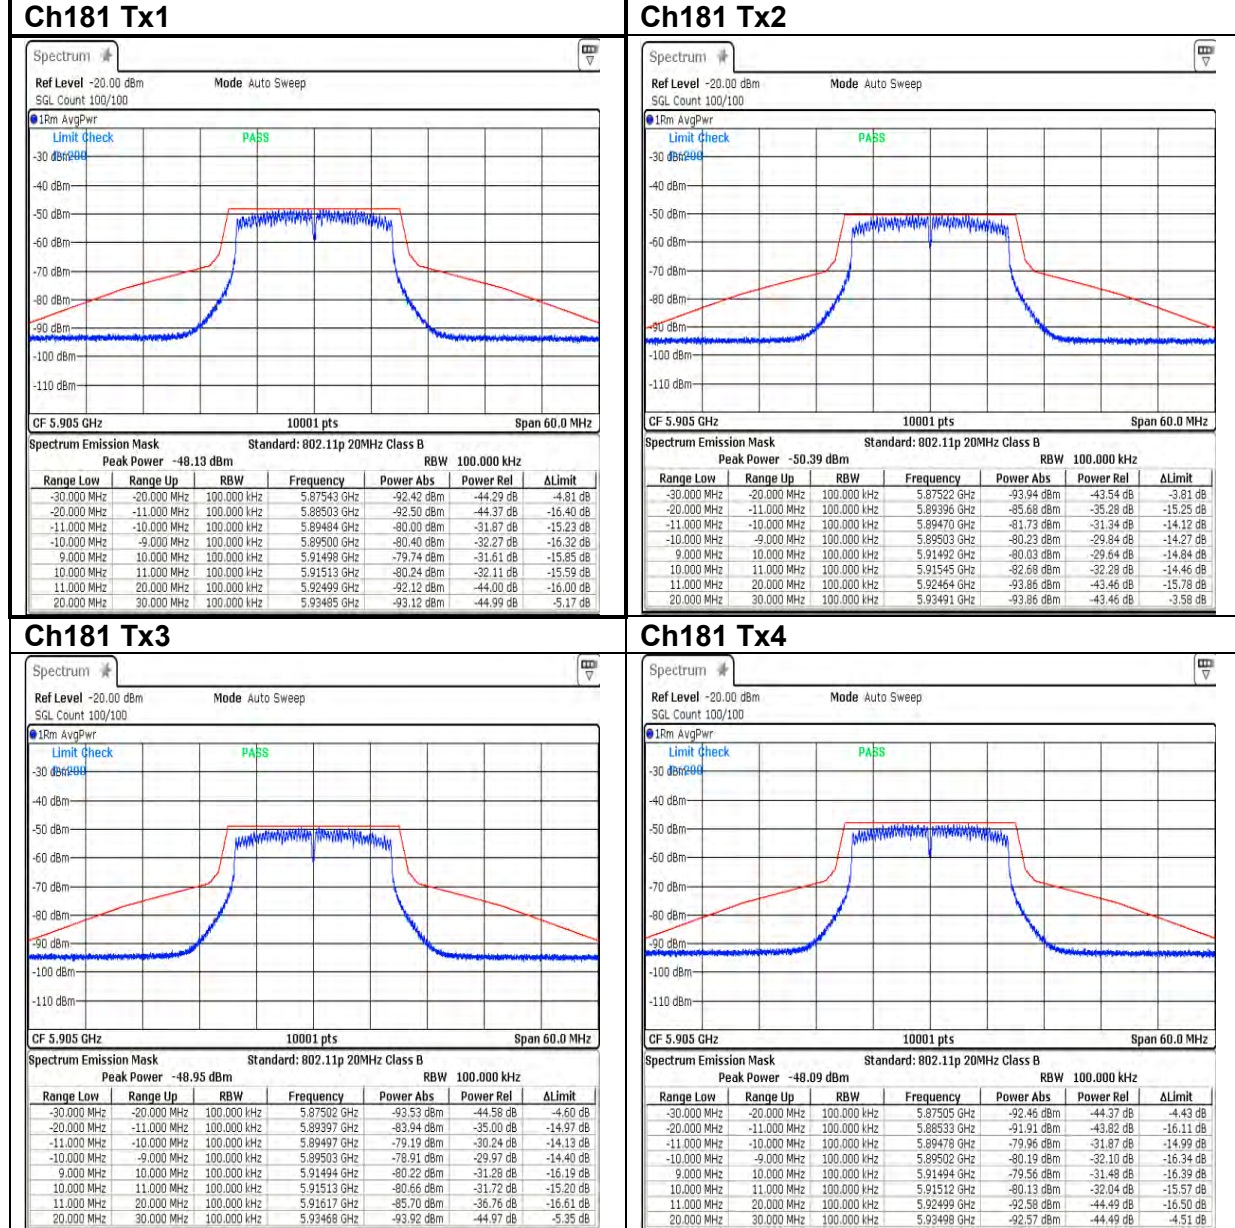 Ch181 Tx1
Spectrum
Ref Level -20.00 dBm Mode Auto Sweep
SGL Count 100/100
1Rm AvgPwr
Limit Check PASS
-30 dBm
-40 dBm
-50 dBm
-60 dBm
-70 dBm
-80 dBm
-90 dBm
-100 dBm
-110 dBm
CF 5.905 GHz 10001 pts Span 60.0 MHz
Spectrum Emission Mask Standard: 802.11p 20MHz Class B
Peak Power -48.13 dBm RBW 100.000 kHz
Range Low Range Up RBW Frequency Power Abs Power Rel ΔLimit
-30.000 MHz -20.000 MHz 100.000 kHz 5.87543 GHz -92.42 dBm -44.29 dB -4.81 dB
-20.000 MHz -11.000 MHz 100.000 kHz 5.88503 GHz -92.50 dBm -44.37 dB -16.40 dB
-11.000 MHz -10.000 MHz 100.000 kHz 5.89484 GHz -80.00 dBm -31.87 dB -15.23 dB
-10.000 MHz -9.000 MHz 100.000 kHz 5.89500 GHz -80.40 dBm -32.27 dB -16.32 dB
9.000 MHz 10.000 MHz 100.000 kHz 5.91498 GHz -79.74 dBm -31.61 dB -15.85 dB
10.000 MHz 11.000 MHz 100.000 kHz 5.91513 GHz -80.24 dBm -32.11 dB -15.59 dB
11.000 MHz 20.000 MHz 100.000 kHz 5.92499 GHz -92.12 dBm -44.00 dB -16.00 dB
20.000 MHz 30.000 MHz 100.000 kHz 5.93485 GHz -93.12 dBm -44.99 dB -5.17 dB
Ch181 Tx2
Spectrum
Ref Level -20.00 dBm Mode Auto Sweep
SGL Count 100/100
1Rm AvgPwr
Limit Check PASS
-30 dBm
-40 dBm
-50 dBm
-60 dBm
-70 dBm
-80 dBm
-90 dBm
-100 dBm
-110 dBm
CF 5.905 GHz 10001 pts Span 60.0 MHz
Spectrum Emission Mask Standard: 802.11p 20MHz Class B
Peak Power -50.39 dBm RBW 100.000 kHz
Range Low Range Up RBW Frequency Power Abs Power Rel ΔLimit
-30.000 MHz -20.000 MHz 100.000 kHz 5.87522 GHz -93.94 dBm -43.54 dB -3.81 dB
-20.000 MHz -11.000 MHz 100.000 kHz 5.89396 GHz -85.68 dBm -35.28 dB -15.25 dB
-11.000 MHz -10.000 MHz 100.000 kHz 5.89470 GHz -81.73 dBm -31.34 dB -14.12 dB
-10.000 MHz -9.000 MHz 100.000 kHz 5.89503 GHz -80.23 dBm -29.84 dB -14.27 dB
9.000 MHz 10.000 MHz 100.000 kHz 5.91492 GHz -80.03 dBm -29.64 dB -14.84 dB
10.000 MHz 11.000 MHz 100.000 kHz 5.91545 GHz -82.68 dBm -32.28 dB -14.46 dB
11.000 MHz 20.000 MHz 100.000 kHz 5.92464 GHz -93.86 dBm -43.46 dB -15.78 dB
20.000 MHz 30.000 MHz 100.000 kHz 5.93491 GHz -93.86 dBm -43.46 dB -3.58 dB
Ch181 Tx3
Spectrum
Ref Level -20.00 dBm Mode Auto Sweep
SGL Count 100/100
1Rm AvgPwr
Limit Check PASS
-30 dBm
-40 dBm
-50 dBm
-60 dBm
-70 dBm
-80 dBm
-90 dBm
-100 dBm
-110 dBm
CF 5.905 GHz 10001 pts Span 60.0 MHz
Spectrum Emission Mask Standard: 802.11p 20MHz Class B
Peak Power -48.95 dBm RBW 100.000 kHz
Range Low Range Up RBW Frequency Power Abs Power Rel ΔLimit
-30.000 MHz -20.000 MHz 100.000 kHz 5.87502 GHz -93.53 dBm -44.58 dB -4.60 dB
-20.000 MHz -11.000 MHz 100.000 kHz 5.89397 GHz -83.94 dBm -35.00 dB -14.97 dB
-11.000 MHz -10.000 MHz 100.000 kHz 5.89497 GHz -79.19 dBm -30.24 dB -14.13 dB
-10.000 MHz -9.000 MHz 100.000 kHz 5.89503 GHz -78.91 dBm -29.97 dB -14.40 dB
9.000 MHz 10.000 MHz 100.000 kHz 5.91494 GHz -80.22 dBm -31.28 dB -16.19 dB
10.000 MHz 11.000 MHz 100.000 kHz 5.91513 GHz -80.66 dBm -31.72 dB -15.20 dB
11.000 MHz 20.000 MHz 100.000 kHz 5.91617 GHz -85.70 dBm -36.76 dB -16.61 dB
20.000 MHz 30.000 MHz 100.000 kHz 5.93468 GHz -93.92 dBm -44.97 dB -5.35 dB
Ch181 Tx4
Spectrum
Ref Level -20.00 dBm Mode Auto Sweep
SGL Count 100/100
1Rm AvgPwr
Limit Check PASS
-30 dBm
-40 dBm
-50 dBm
-60 dBm
-70 dBm
-80 dBm
-90 dBm
-100 dBm
-110 dBm
CF 5.905 GHz 10001 pts Span 60.0 MHz
Spectrum Emission Mask Standard: 802.11p 20MHz Class B
Peak Power -48.09 dBm RBW 100.000 kHz
Range Low Range Up RBW Frequency Power Abs Power Rel ΔLimit
-30.000 MHz -20.000 MHz 100.000 kHz 5.87505 GHz -92.46 dBm -44.37 dB -4.43 dB
-20.000 MHz -11.000 MHz 100.000 kHz 5.88533 GHz -91.91 dBm -43.82 dB -16.11 dB
-11.000 MHz -10.000 MHz 100.000 kHz 5.89478 GHz -79.96 dBm -31.87 dB -14.99 dB
-10.000 MHz -9.000 MHz 100.000 kHz 5.89502 GHz -80.19 dBm -32.10 dB -16.34 dB
9.000 MHz 10.000 MHz 100.000 kHz 5.91494 GHz -79.56 dBm -31.48 dB -16.39 dB
10.000 MHz 11.000 MHz 100.000 kHz 5.91512 GHz -80.13 dBm -32.04 dB -15.57 dB
11.000 MHz 20.000 MHz 100.000 kHz 5.92499 GHz -92.58 dBm -44.49 dB -16.50 dB
20.000 MHz 30.000 MHz 100.000 kHz 5.93498 GHz -92.57 dBm -44.49 dB -4.51 dB